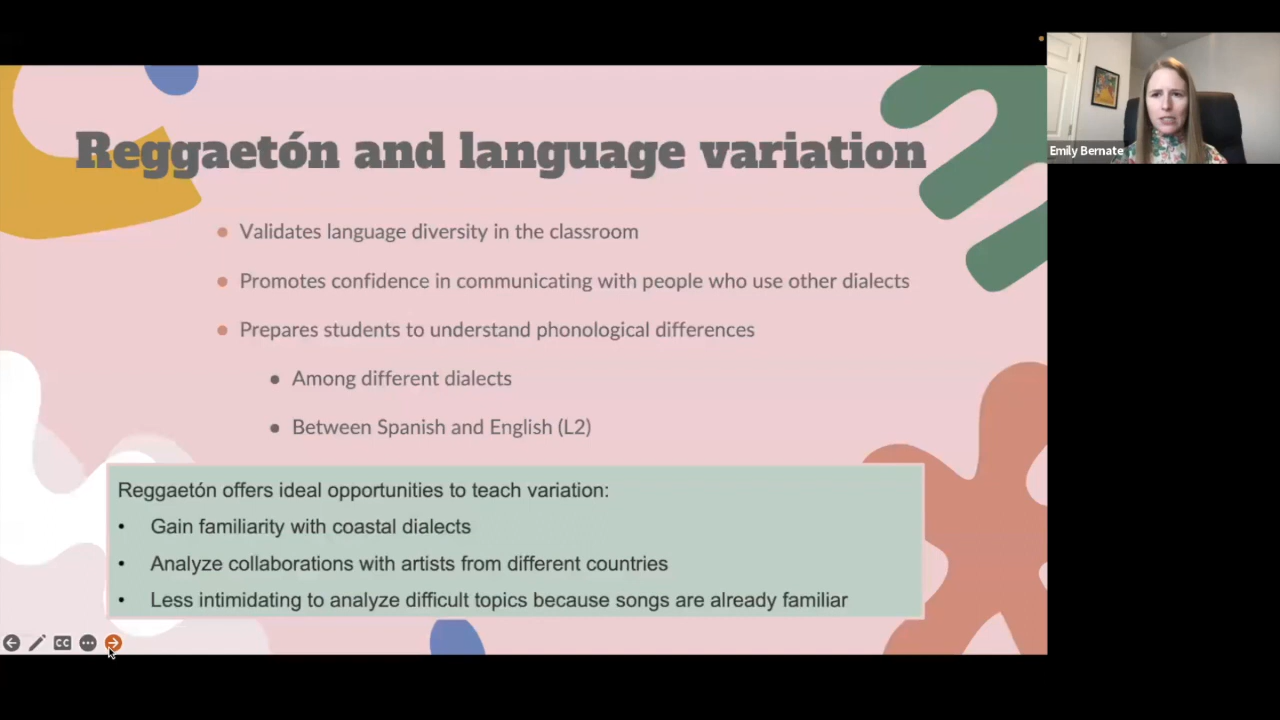 Reggaetón and language variation
Validates language diversity in the classroom
Promotes confidence in communicating with people who use other dialects
Prepares students to understand phonological differences
Among different dialects
Between Spanish and English (L2)
Reggaetón offers ideal opportunities to teach variation:
• Gain familiarity with coastal dialects
• Analyze collaborations with artists from different countries
• Less intimidating to analyze difficult topics because songs are already familiar
CC
Emily Bernate